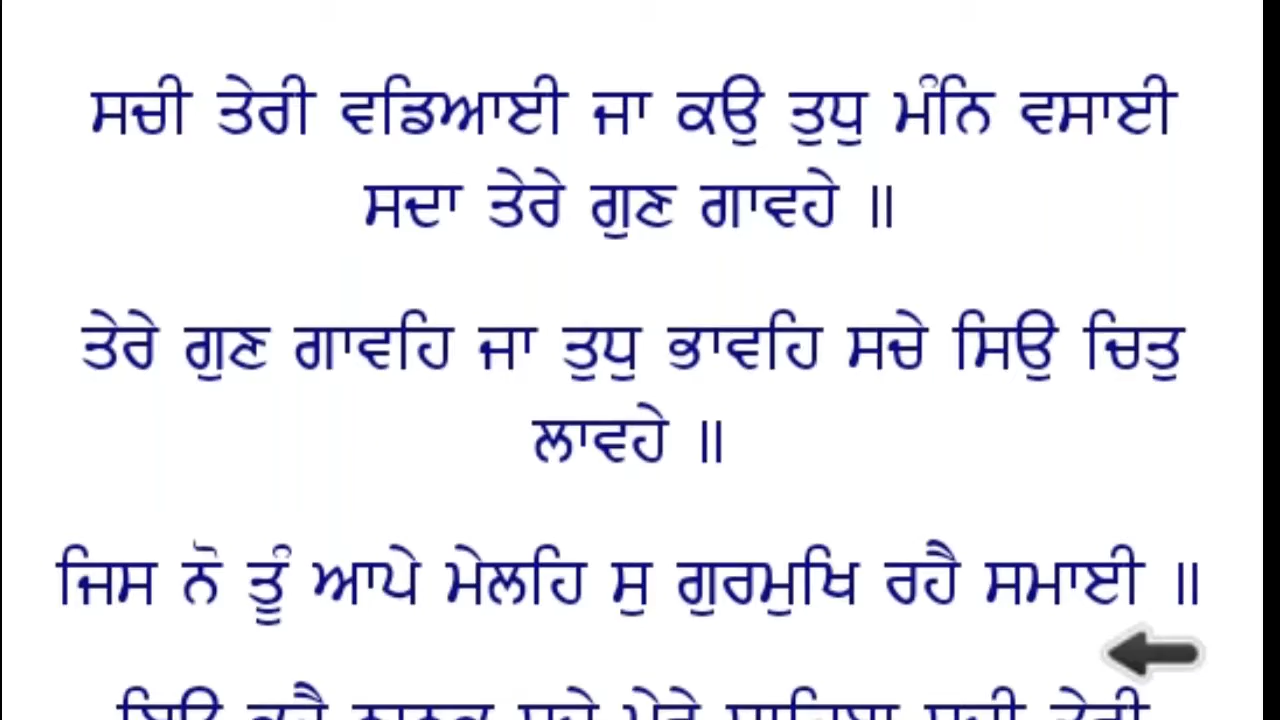 ਸਚੀ ਤੇਰੀ ਵਡਿਆਈ ਜਾ ਕਉ ਤੁਧੁ ਮੰਨਿ ਵਸਾਈ
ਸਦਾ ਤੇਰੇ ਗੁਣ ਗਾਵਹੇ ॥
ਤੇਰੇ ਗੁਣ ਗਾਵਹਿ ਜਾ ਤੁਧੁ ਭਾਵਹਿ ਸਚੇ ਸਿਉ ਚਿਤੁ
ਲਾਵਹੇ ॥
ਜਿਸ ਨੋ ਤੂੰ ਆਪੇ ਮੇਲਹਿ ਸੁ ਗੁਰਮੁਖਿ ਰਹੈ ਸਮਾਈ ॥